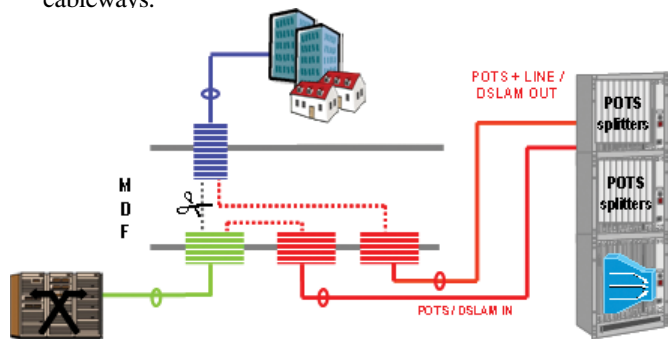 cableways.
POTS + LINE /
DSLAM OUT
POTS
splitters
POTS
splitters
M
D
F
POTS / DSLAM IN